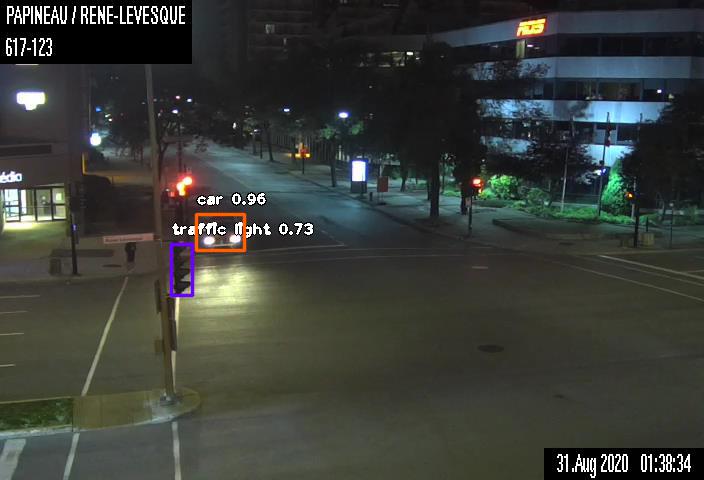 PAPINEAU / RENE-LEVESQUE
617-123
car 0.96
traffic light 0.73
31.Aug 2020 01:38:34